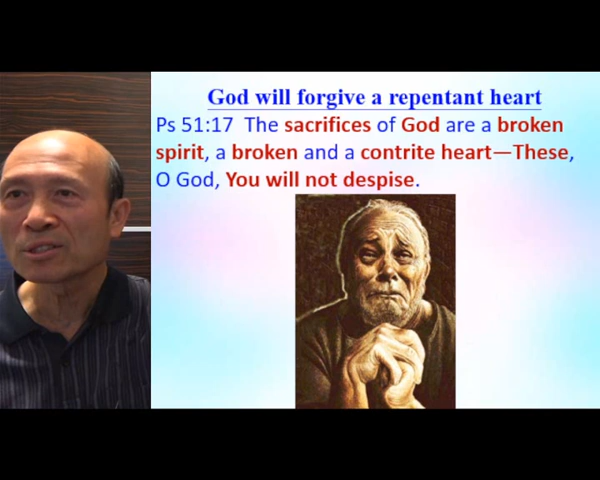 God will forgive a repentant heart
Ps 51:17  The sacrifices of God are a broken
spirit, a broken and a contrite heart—These,
O God, You will not despise.